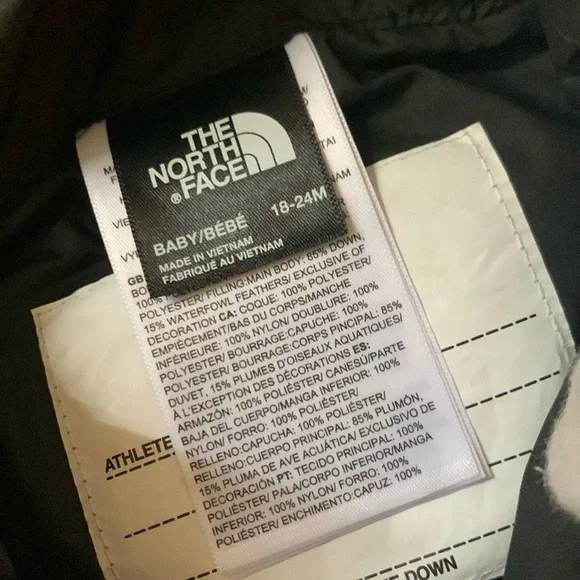 THE
NORTH
FACE
®
BABY/BÉBÉ 18-24M
MADE IN VIETNAM
FABRIQUÉ AU VIETNAM
GB
100%
POLYESTER/ FILLING:MAIN BODY: 85% DOWN,
15% WATERFOWL FEATHERS/ EXCLUSIVE OF
DECORATION CA: COQUE: 100% POLYESTER/
EMPIÈCEMENT/BAS DU CORPS/MANCHE
INFÉRIEURE: 100% NYLON/ DOUBLURE: 100%
POLYESTER/ BOURRAGE:CAPUCHE: 100%
POLYESTER/ BOURRAGE:CORPS PINCIPAL: 85%
DUVET, 15% PLUMES D'OISEAUX AQUATIQUES/
À L'EXCEPTION DES DÉCORATIONS ES:
ARMAZÓN: 100% POLIÉSTER/ CANESÚ/PARTE
BAJA DEL CUERPO/MANGA INFERIOR: 100%
NYLON/ FORRO: 100% POLIÉSTER/
RELLENO:CAPUCHA: 100% POLIÉSTER/
RELLENO:CUERPO PRINCIPAL: 85% PLUMÓN,
15% PLUMA DE AVE ACUÁTICA/ EXCLUSIVO DE
DECORACIÓN PT: TECIDO PRINCIPAL: 100%
POLIÉSTER/ PALA/CORPO INFERIOR/MANGA
INFERIOR: 100% NYLON/ FORRO: 100%
POLIÉSTER/ ENCHIMENTO:CAPUZ: 100%
ATHLETE
DOWN